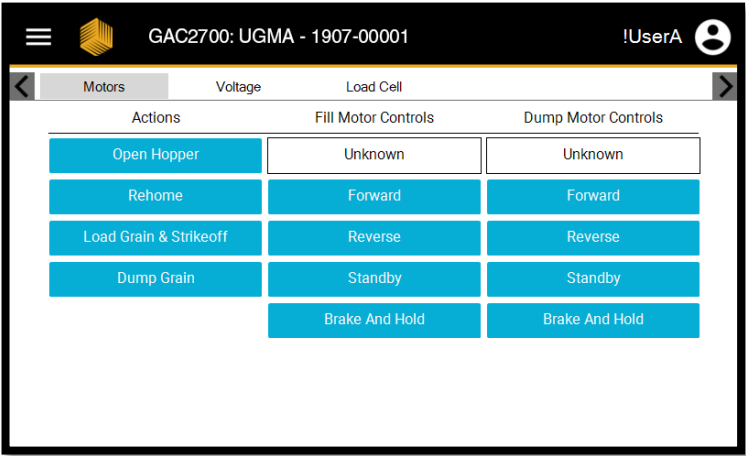 GAC2700: UGMA - 1907-00001
!UserA
Motors
Voltage
Load Cell
Actions
Fill Motor Controls
Dump Motor Controls
Open Hopper
Unknown
Unknown
Rehome
Forward
Forward
Load Grain & Strikeoff
Reverse
Reverse
Dump Grain
Standby
Standby
Brake And Hold
Brake And Hold